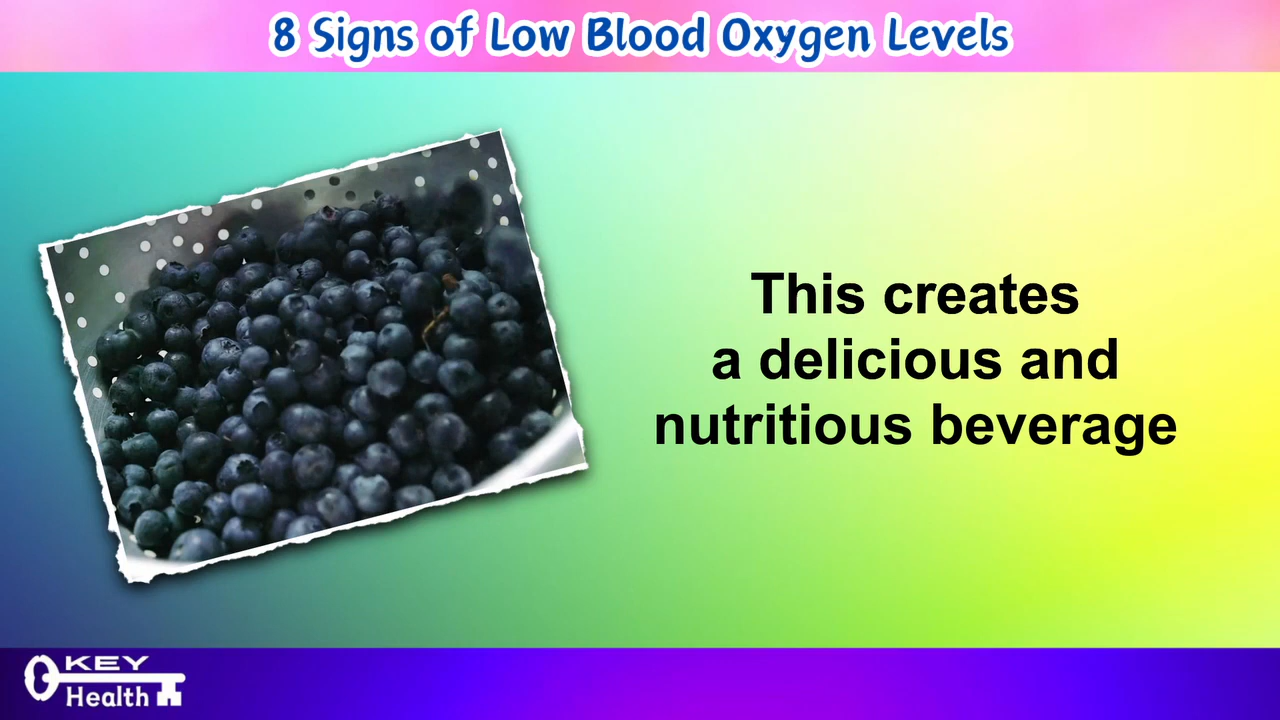 8 Signs of Low Blood Oxygen Levels
This creates
a delicious and
nutritious beverage
KEY
Health